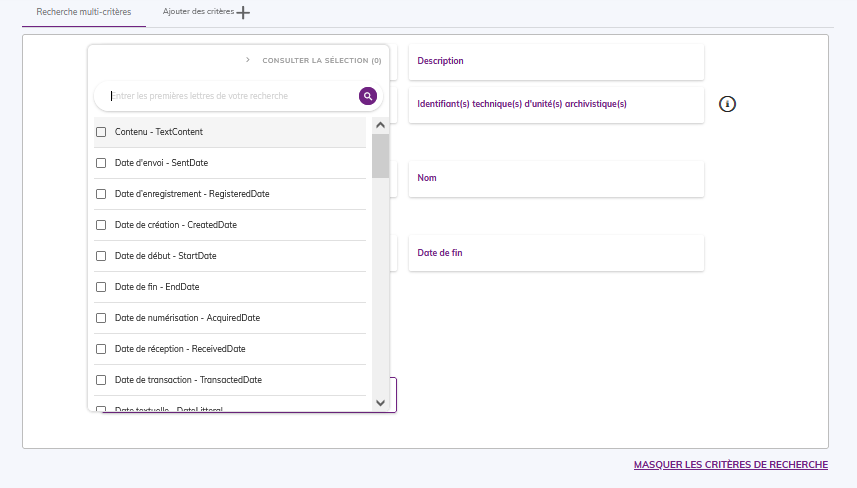 Recherche multi-critères
Ajouter des critères
CONSULTER LA SÉLECTION (0)
Entrer les premières lettres de votre recherche
Contenu - TextContent
Date d'envoi - SentDate
Date d'enregistrement - RegisteredDate
Date de création - CreatedDate
Date de début - StartDate
Date de fin - EndDate
Date de numérisation - AcquiredDate
Date de réception - ReceivedDate
Date de transaction - TransactedDate
Date textuelle - DateLitteral
Description
Identifiant(s) technique(s) d'unité(s) archivistique(s)
Nom
Date de fin
MASQUER LES CRITÈRES DE RECHERCHE